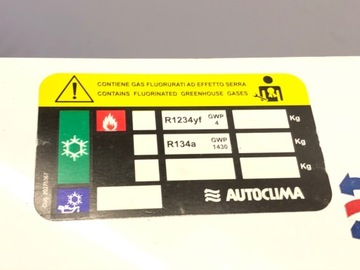 CONTIENE GAS FLUORURATI AD EFFETTO SERRA
CONTAINS FLUORINATED GREENHOUSE GASES
R1234yf GWP 4 Kg
R134a GWP 1430 Kg
Kg
AUTOCLIMA